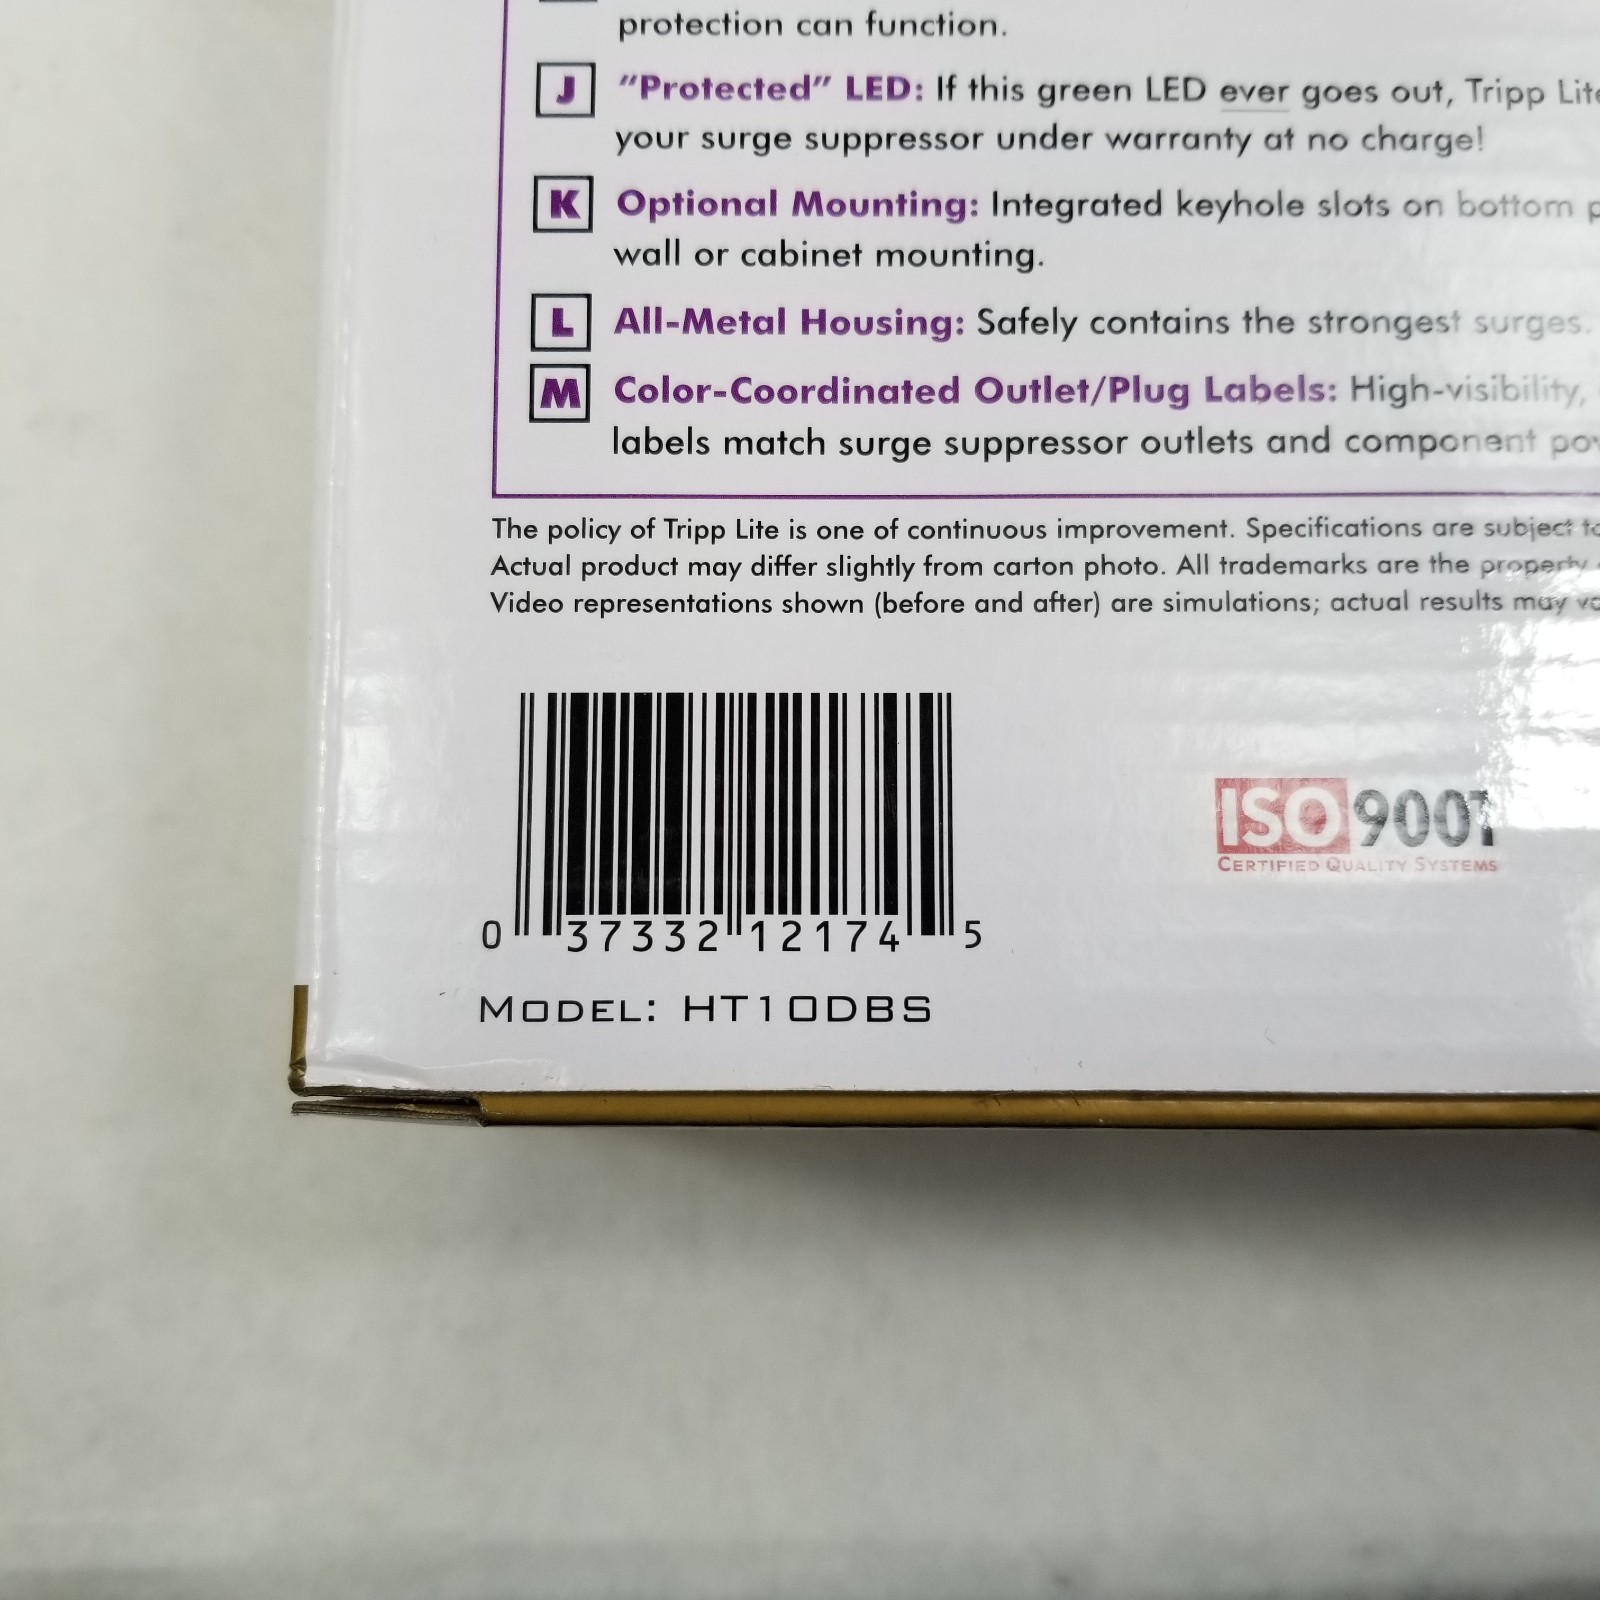 protection can function.
J "Protected" LED: If this green LED ever goes out, Tripp Lite
your surge suppressor under warranty at no charge!
K Optional Mounting: Integrated keyhole slots on bottom
wall or cabinet mounting.
L All-Metal Housing: Safely contains the strongest surges.
M Color-Coordinated Outlet/Plug Labels: High-visibility,
labels match surge suppressor outlets and component
The policy of Tripp Lite is one of continuous improvement. Specifications are subject to
Actual product may differ slightly from carton photo. All trademarks are the property
Video representations shown (before and after) are simulations; actual results may
0 37332 12174 5
MODEL: HT10DBS
ISO 9001
CERTIFIED QUALITY SYSTEMS